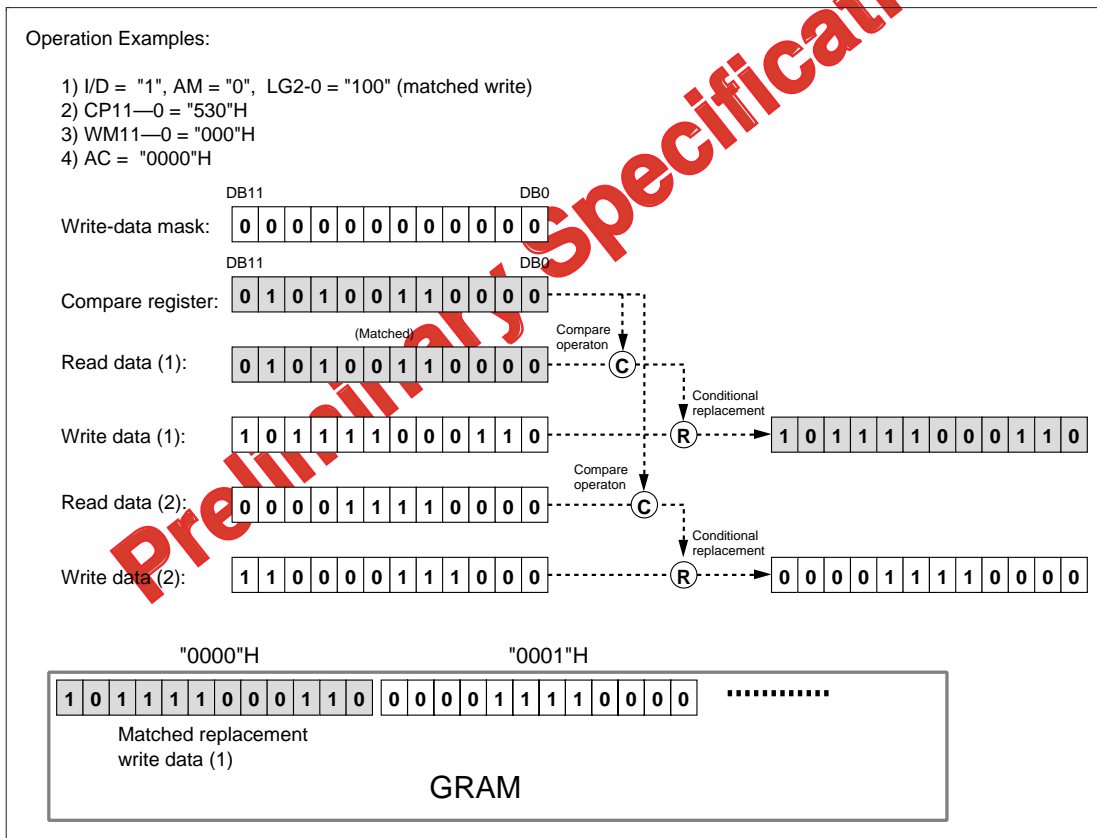 Operation Examples:
1) I/D = "1", AM = "0", LG2-0 = "100" (matched write)
2) CP11—0 = "530"H
3) WM11—0 = "000"H
4) AC = "0000"H
DB11 DB0
Write-data mask: 0 0 0 0 0 0 0 0 0 0 0 0
DB11 DB0
Compare register: 0 1 0 1 0 0 1 1 0 0 0 0
(Matched)
Compare
operaton
Read data (1): 0 1 0 1 0 0 1 1 0 0 0 0 C
Conditional
replacement
Write data (1): 1 0 1 1 1 1 0 0 0 1 1 0 R 1 0 1 1 1 1 0 0 0 1 1 0
Compare
operaton
Read data (2): 0 0 0 0 1 1 1 1 0 0 0 0 C
Conditional
replacement
Write data (2): 1 1 0 0 0 0 1 1 1 0 0 0 R 0 0 0 0 1 1 1 1 0 0 0 0
"0000"H "0001"H
1 0 1 1 1 1 0 0 0 1 1 0 0 0 0 0 1 1 1 1 0 0 0 0
Matched replacement
write data (1)
GRAM
Preliminary